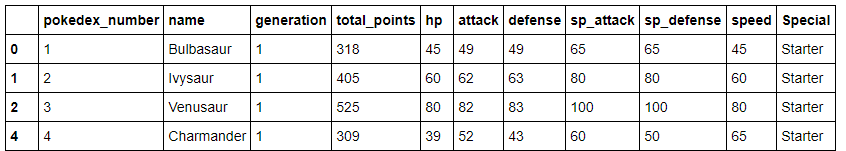 pokedex_number name generation total_points hp attack defense sp_attack sp_defense speed Special
0 1 Bulbasaur 1 318 45 49 49 65 65 45 Starter
1 2 Ivysaur 1 405 60 62 63 80 80 60 Starter
2 3 Venusaur 1 525 80 82 83 100 100 80 Starter
4 4 Charmander 1 309 39 52 43 60 50 65 Starter